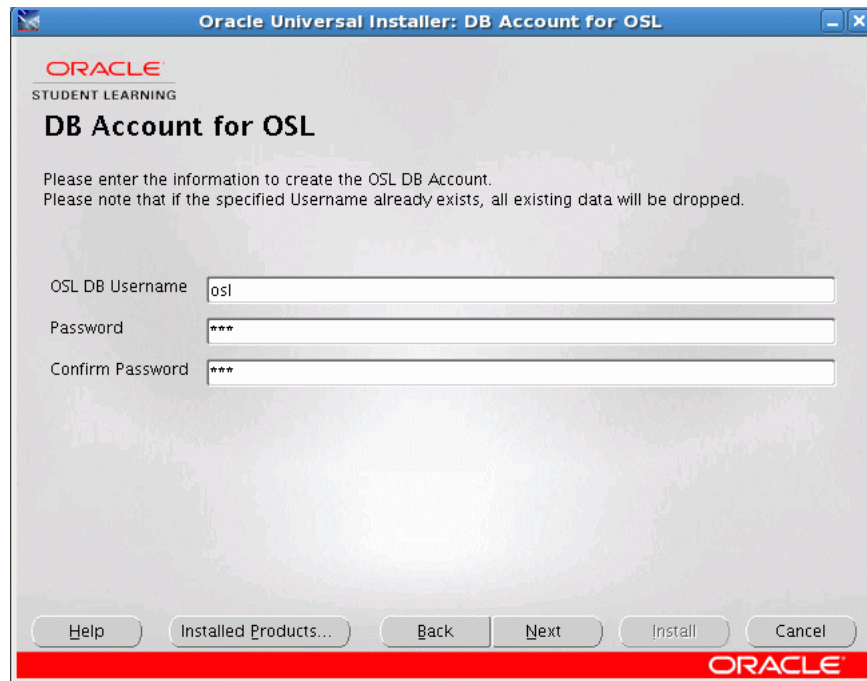 Oracle Universal Installer: DB Account for OSL
ORACLE
STUDENT LEARNING
DB Account for OSL
Please enter the information to create the OSL DB Account.
Please note that if the specified Username already exists, all existing data will be dropped.
OSL DB Username osl
Password ***
Confirm Password ***
Help Installed Products... Back Next Install Cancel
ORACLE